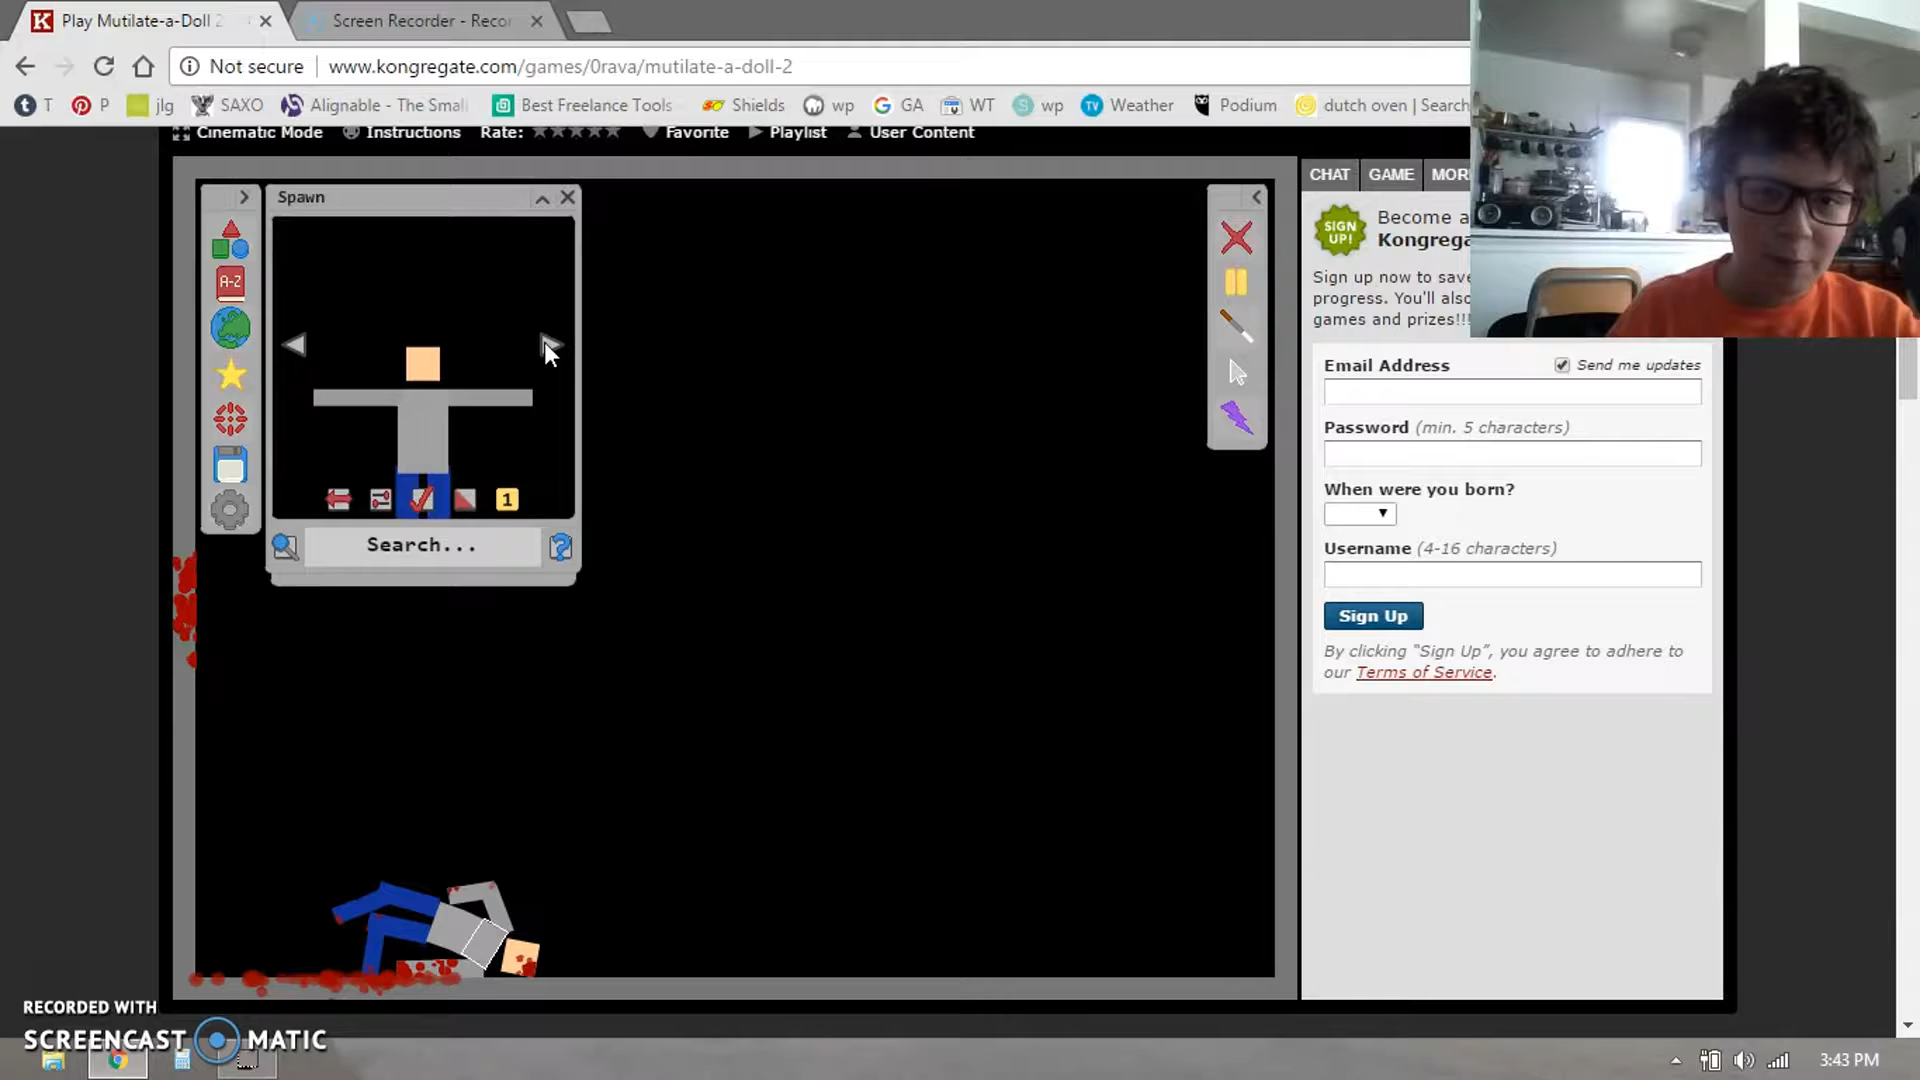 Play Mutilate-a-Doll 2
Screen Recorder - Recor
Not secure
www.kongregate.com/games/0rava/mutilate-a-doll-2
T
P
jlg
SAXO
Alignable - The Small
Best Freelance Tools
Shields
wp
GA
WT
wp
Weather
Podium
dutch oven | Search
Cinematic Mode
Instructions
Rate:
Favorite
Playlist
User Content
Spawn
A-Z
1
Search...
CHAT
GAME
SIGN UP!
Become a
Sign up now to save
progress. You'll also
games and prizes!!!
Email Address
Send me updates
Password (min. 5 characters)
When were you born?
Username (4-16 characters)
Sign Up
By clicking “Sign Up”, you agree to adhere to
our Terms of Service.
RECORDED WITH
SCREENCAST MATIC
3:43 PM